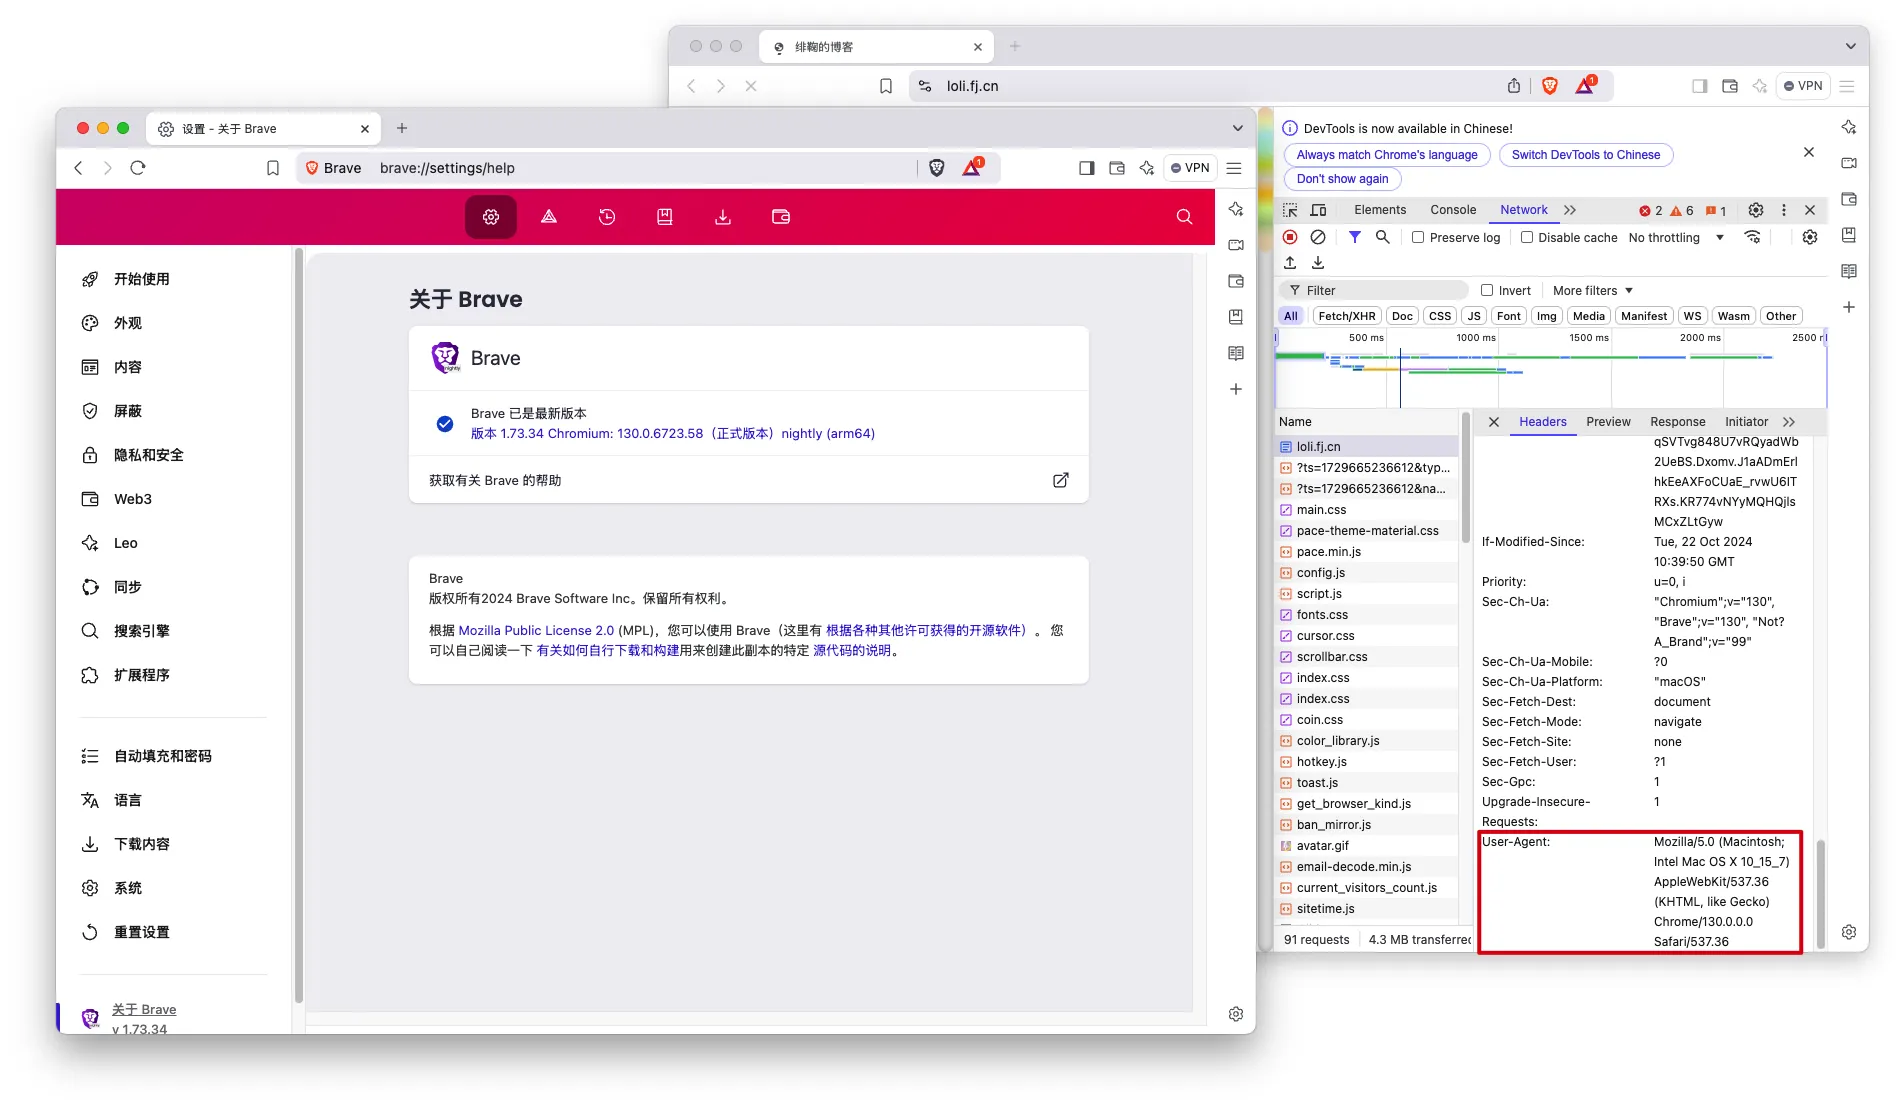 绯鞠的博客
loli.fj.cn
1
VPN
设置 - 关于 Brave
Brave
brave://settings/help
1
VPN
开始使用
外观
内容
屏蔽
隐私和安全
Web3
Leo
同步
搜索引擎
扩展程序
自动填充和密码
语言
下载内容
系统
重置设置
关于 Brave
v 1.73.34
关于 Brave
nightly
Brave
Brave 已是最新版本
版本 1.73.34 Chromium: 130.0.6723.58（正式版本）nightly (arm64)
获取有关 Brave 的帮助
Brave
版权所有2024 Brave Software Inc。保留所有权利。
根据 Mozilla Public License 2.0 (MPL)，您可以使用 Brave（这里有 根据各种其他许可获得的开源软件）。 您
可以自己阅读一下 有关如何自行下载和构建用来创建此副本的特定 源代码的说明。
DevTools is now available in Chinese!
Always match Chrome's language
Switch DevTools to Chinese
Don't show again
Elements Console Network 2 6 1
Preserve log Disable cache No throttling
Filter Invert More filters
All Fetch/XHR Doc CSS JS Font Img Media Manifest WS Wasm Other
500 ms 1000 ms 1500 ms 2000 ms 2500
Name
loli.fj.cn
?ts=1729665236612&typ...
?ts=1729665236612&na...
main.css
pace-theme-material.css
pace.min.js
config.js
script.js
fonts.css
cursor.css
scrollbar.css
index.css
index.css
coin.css
color_library.js
hotkey.js
toast.js
get_browser_kind.js
ban_mirror.js
avatar.gif
email-decode.min.js
current_visitors_count.js
sitetime.js
91 requests 4.3 MB transferred
Headers Preview Response Initiator
qSVTvg848U7vRQyadWb
2UeBS.Dxomv.J1aADmErl
hkEeAXFoCUaE_rvwU6IT
RXs.KR774vNYyMQHQjls
MCxZLtGyw
If-Modified-Since: Tue, 22 Oct 2024
10:39:50 GMT
Priority: u=0, i
Sec-Ch-Ua: "Chromium";v="130",
"Brave";v="130", "Not?
A_Brand";v="99"
Sec-Ch-Ua-Mobile: ?0
Sec-Ch-Ua-Platform: "macOS"
Sec-Fetch-Dest: document
Sec-Fetch-Mode: navigate
Sec-Fetch-Site: none
Sec-Fetch-User: ?1
Sec-Gpc: 1
Upgrade-Insecure- 1
Requests:
User-Agent: Mozilla/5.0 (Macintosh;
Intel Mac OS X 10_15_7)
AppleWebKit/537.36
(KHTML, like Gecko)
Chrome/130.0.0.0
Safari/537.36